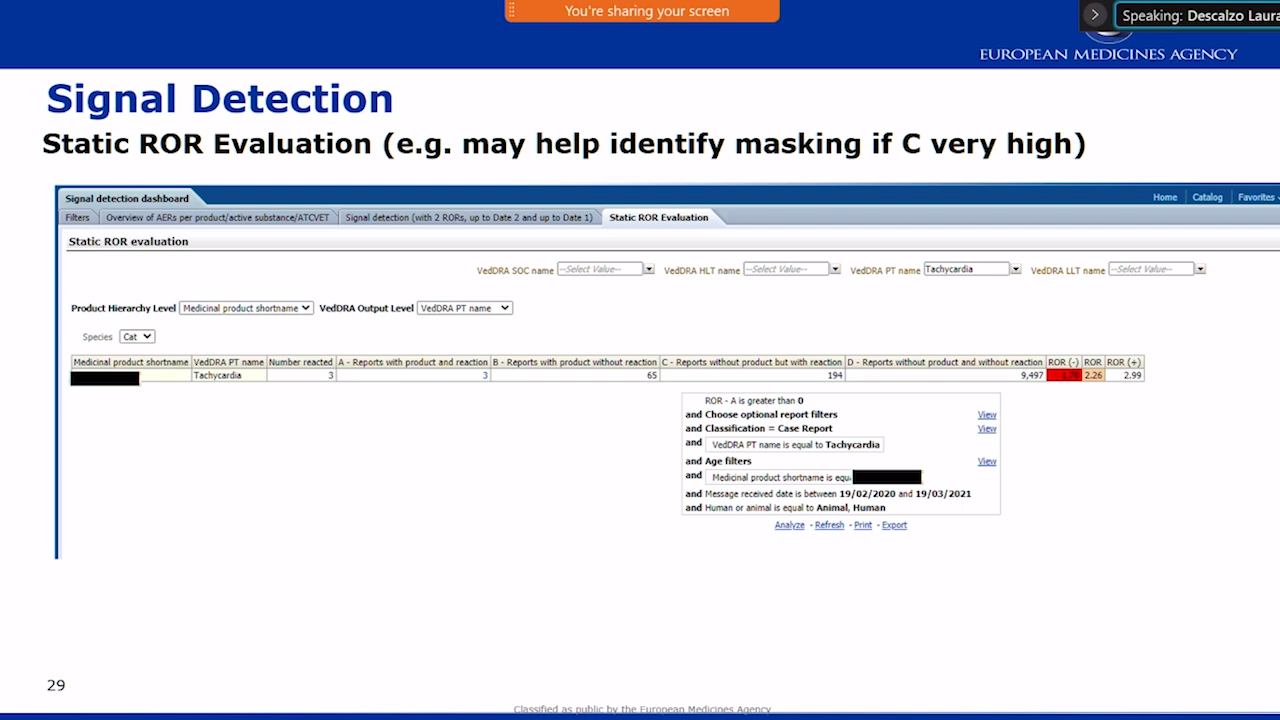 You're sharing your screen
Speaking: Descalzo Laura
EUROPEAN MEDICINES AGENCY
Signal Detection
Static ROR Evaluation (e.g. may help identify masking if C very high)
Signal detection dashboard
Home Catalog Favorites
Filters Overview of AERs per product/active substance/ATCVET Signal detection (with 2 RORs, up to Date 2 and up to Date 1) Static ROR Evaluation
Static ROR evaluation
VedDRA SOC name --Select Value-- VedDRA HLT name --Select Value-- VedDRA PT name Tachycardia VedDRA LLT name --Select Value--
Product Hierarchy Level Medicinal product shortname VedDRA Output Level VedDRA PT name
Species Cat
Medicinal product shortname VedDRA PT name Number reacted A - Reports with product and reaction B - Reports with product without reaction C - Reports without product but with reaction D - Reports without product and without reaction ROR (-) ROR ROR (+)
Tachycardia 3 3 65 194 9,497 2.26 2.99
ROR - A is greater than 0
and Choose optional report filters View
and Classification = Case Report View
and VedDRA PT name is equal to Tachycardia
and Age filters View
and Medicinal product shortname is equ
and Message received date is between 19/02/2020 and 19/03/2021
and Human or animal is equal to Animal, Human
Analyze - Refresh - Print - Export
29
Classified as public by the European Medicines Agency